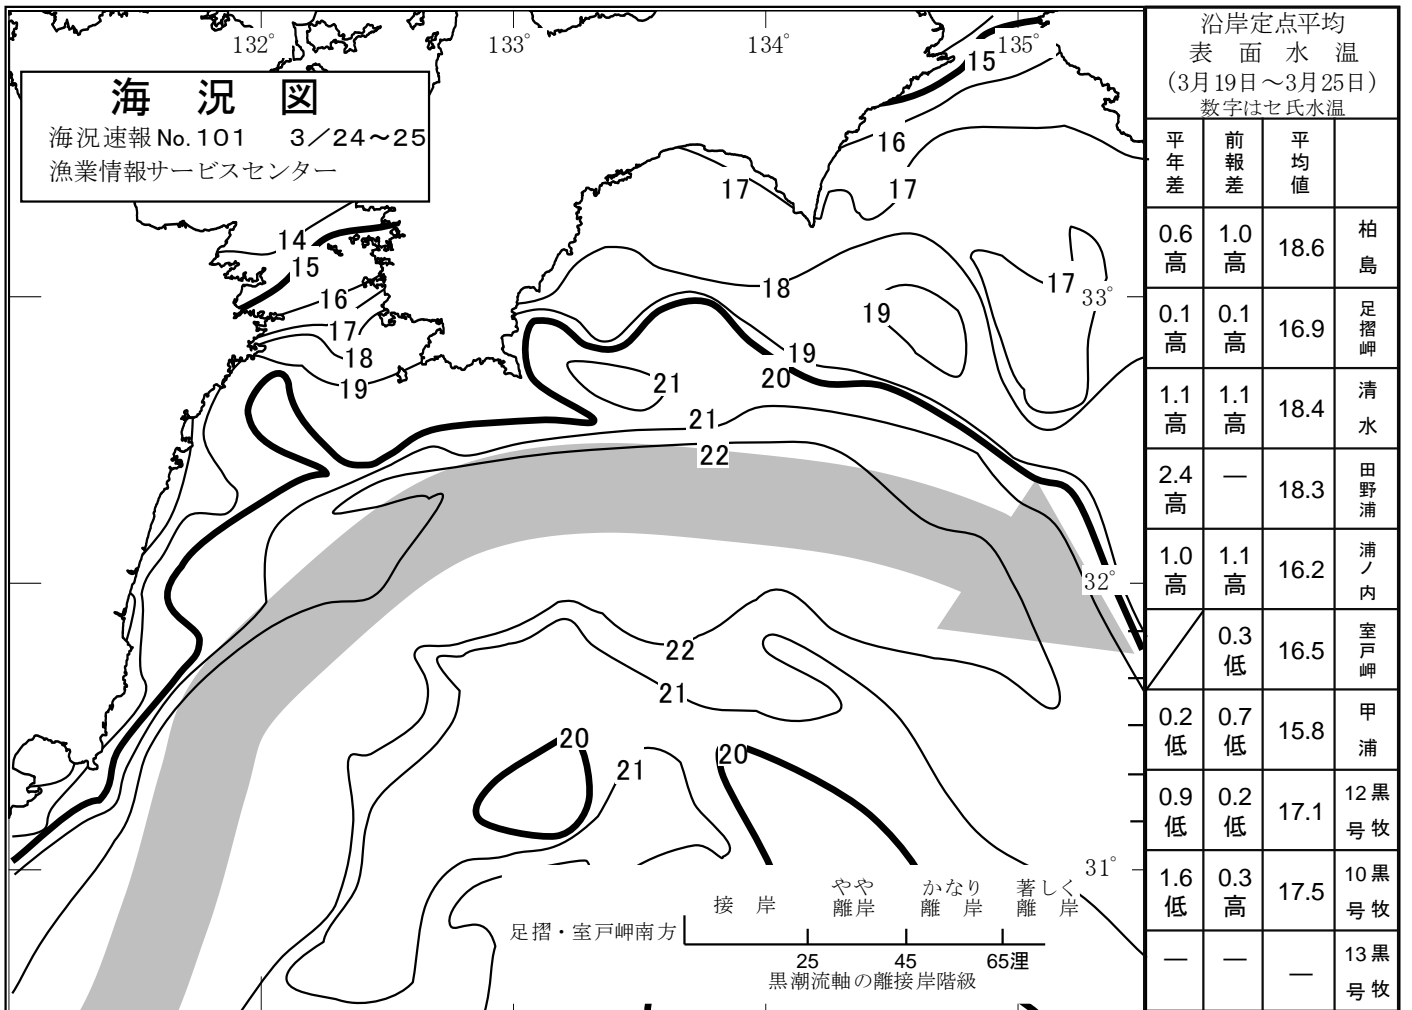 海 況 図
海況速報No.101 3/24~25
漁業情報サービスセンター
132° 133° 134° 135°
15
16
17
17
14
15
16
17
18
19
18
19
17
33°
19
20
21
21
22
32°
22
21
20
21
20
31°
接 岸 やや離岸 かなり離 岸 著しく離 岸
足摺・室戸岬南方
25 45 65浬
黒潮流軸の離接岸階級
沿岸定点平均
表 面 水 温
(3月19日~3月25日)
数字はセ氏水温
平年差 前報差 平均値
0.6高 1.0高 18.6 柏島
0.1高 0.1高 16.9 足摺岬
1.1高 1.1高 18.4 清水
2.4高 — 18.3 田野浦
1.0高 1.1高 16.2 浦ノ内
0.3低 16.5 室戸岬
0.2低 0.7低 15.8 甲浦
0.9低 0.2低 17.1 黒牧12号
1.6低 0.3高 17.5 黒牧10号
— — — 黒牧13号